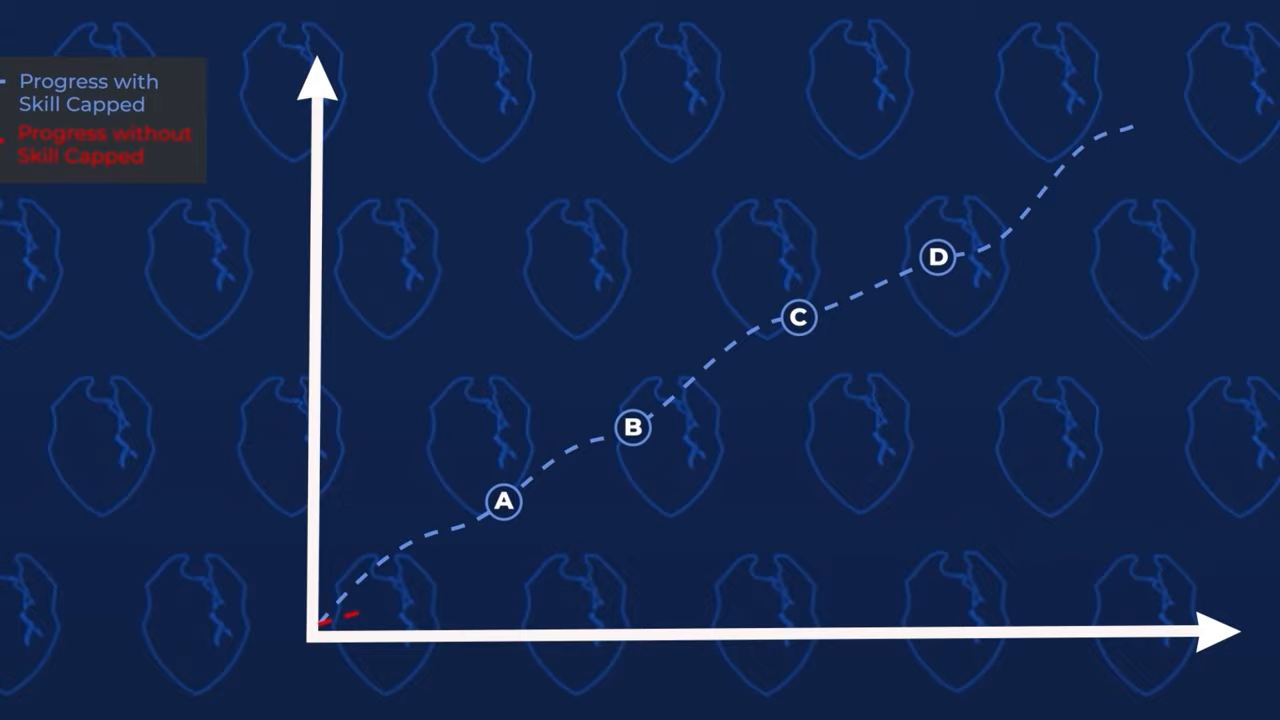 Progress with
Skill Capped
Progress without
Skill Capped
D
C
B
A